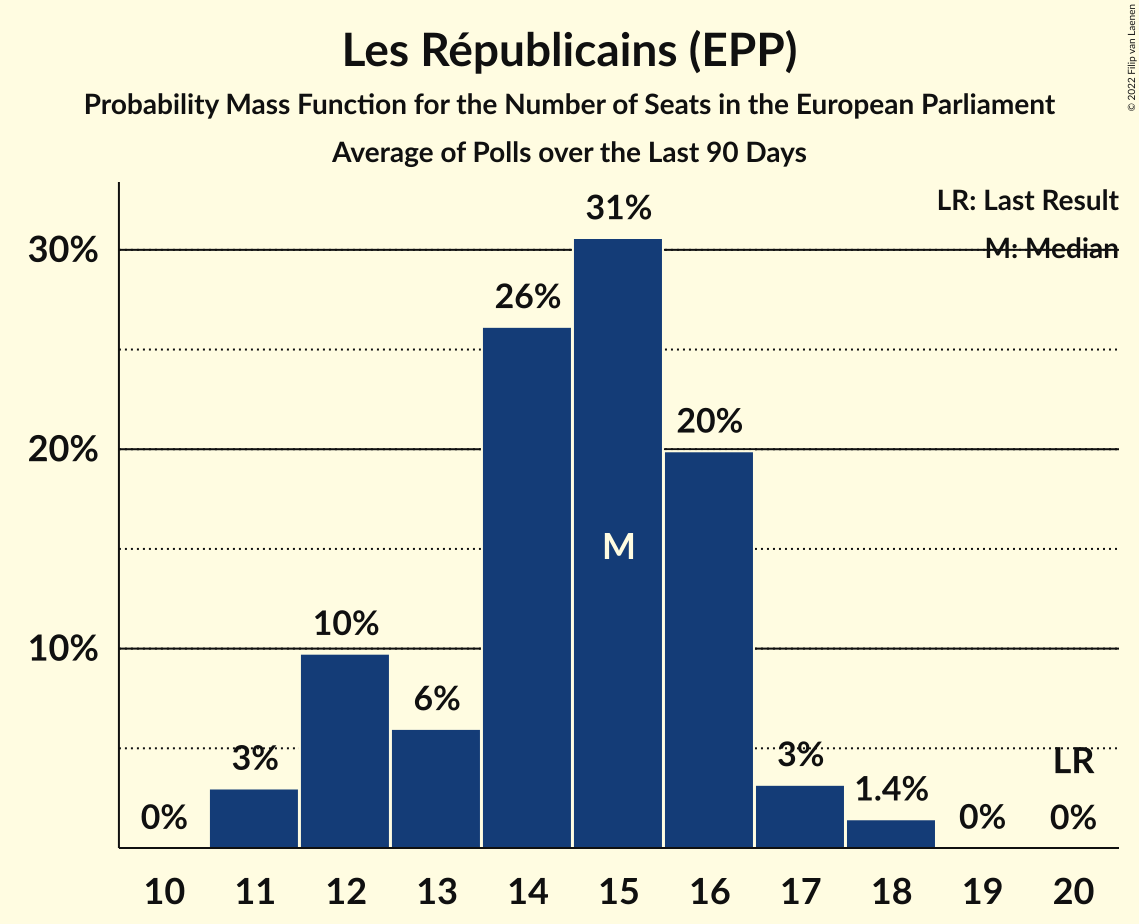 Les Républicains (EPP)
Probability Mass Function for the Number of Seats in the European Parliament
Average of Polls over the Last 90 Days
© 2022 Filip van Laenen
LR: Last Result
M: Median
30%
20%
10%
0%
3%
10%
6%
26%
31%
M
20%
3%
1.4%
0%
LR
0%
10 11 12 13 14 15 16 17 18 19 20